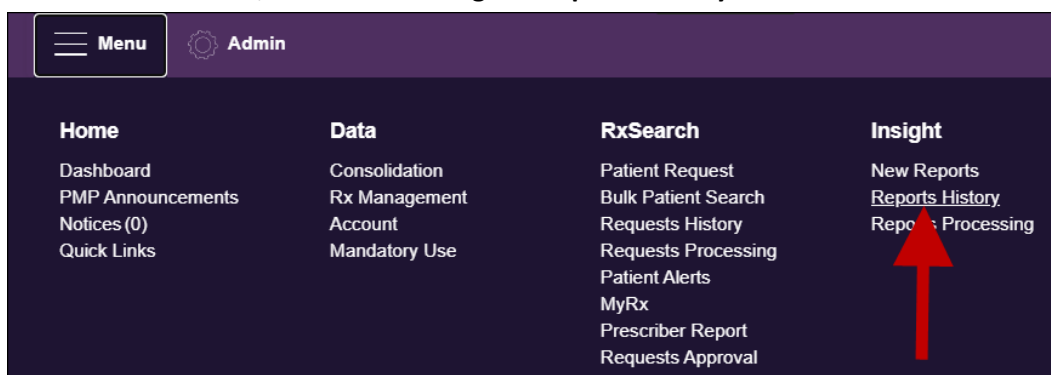 Menu
Admin
Home
Dashboard
PMP Announcements
Notices (0)
Quick Links
Data
Consolidation
Rx Management
Account
Mandatory Use
RxSearch
Patient Request
Bulk Patient Search
Requests History
Requests Processing
Patient Alerts
MyRx
Prescriber Report
Requests Approval
Insight
New Reports
Reports History
Processing